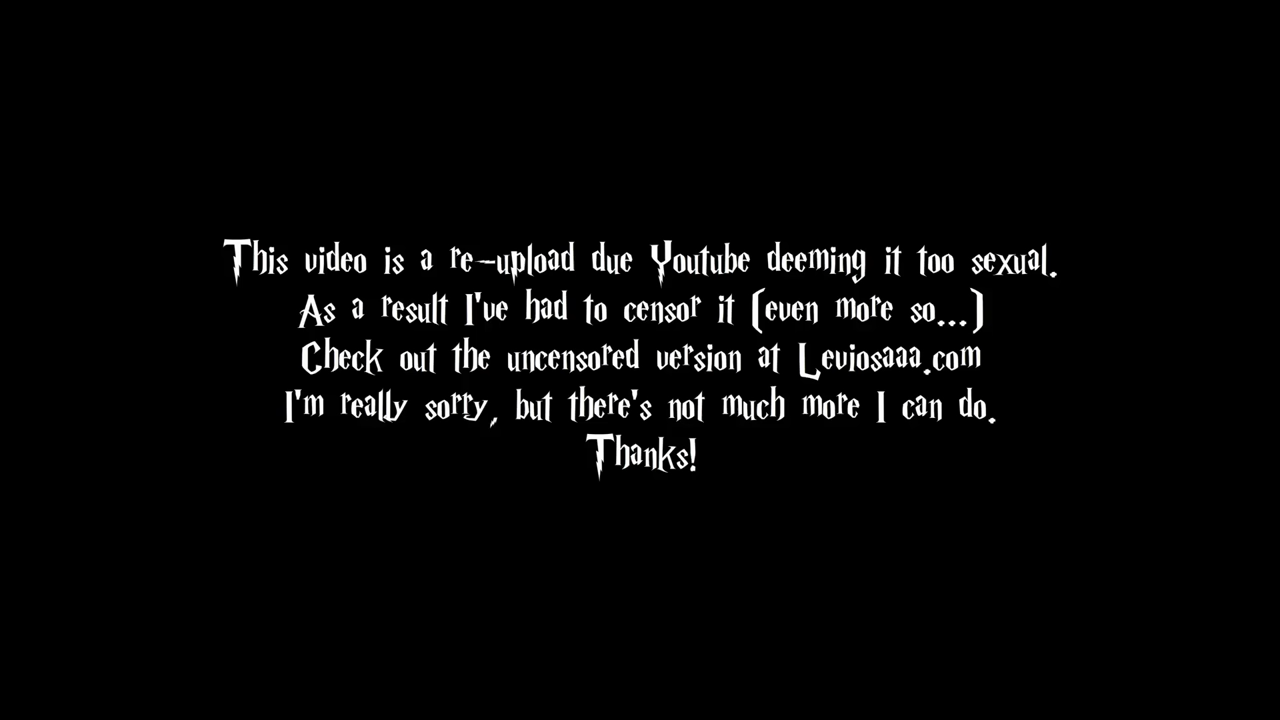 This video is a re-upload due Youtube deeming it too sexual.
As a result I've had to censor it (even more so...)
Check out the uncensored version at Leviosaaa.com
I'm really sorry, but there's not much more I can do.
Thanks!